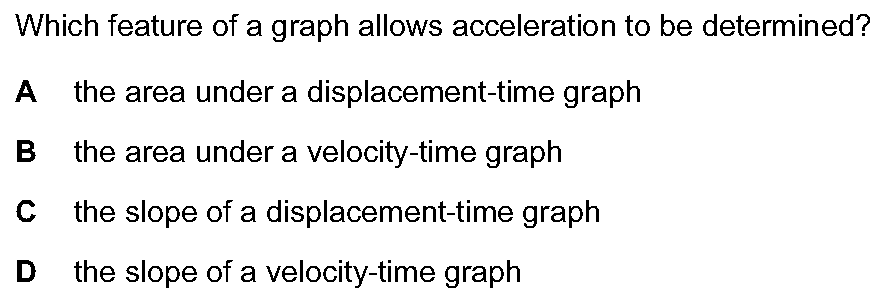 Which feature of a graph allows acceleration to be determined?
A the area under a displacement-time graph
B the area under a velocity-time graph
C the slope of a displacement-time graph
D the slope of a velocity-time graph